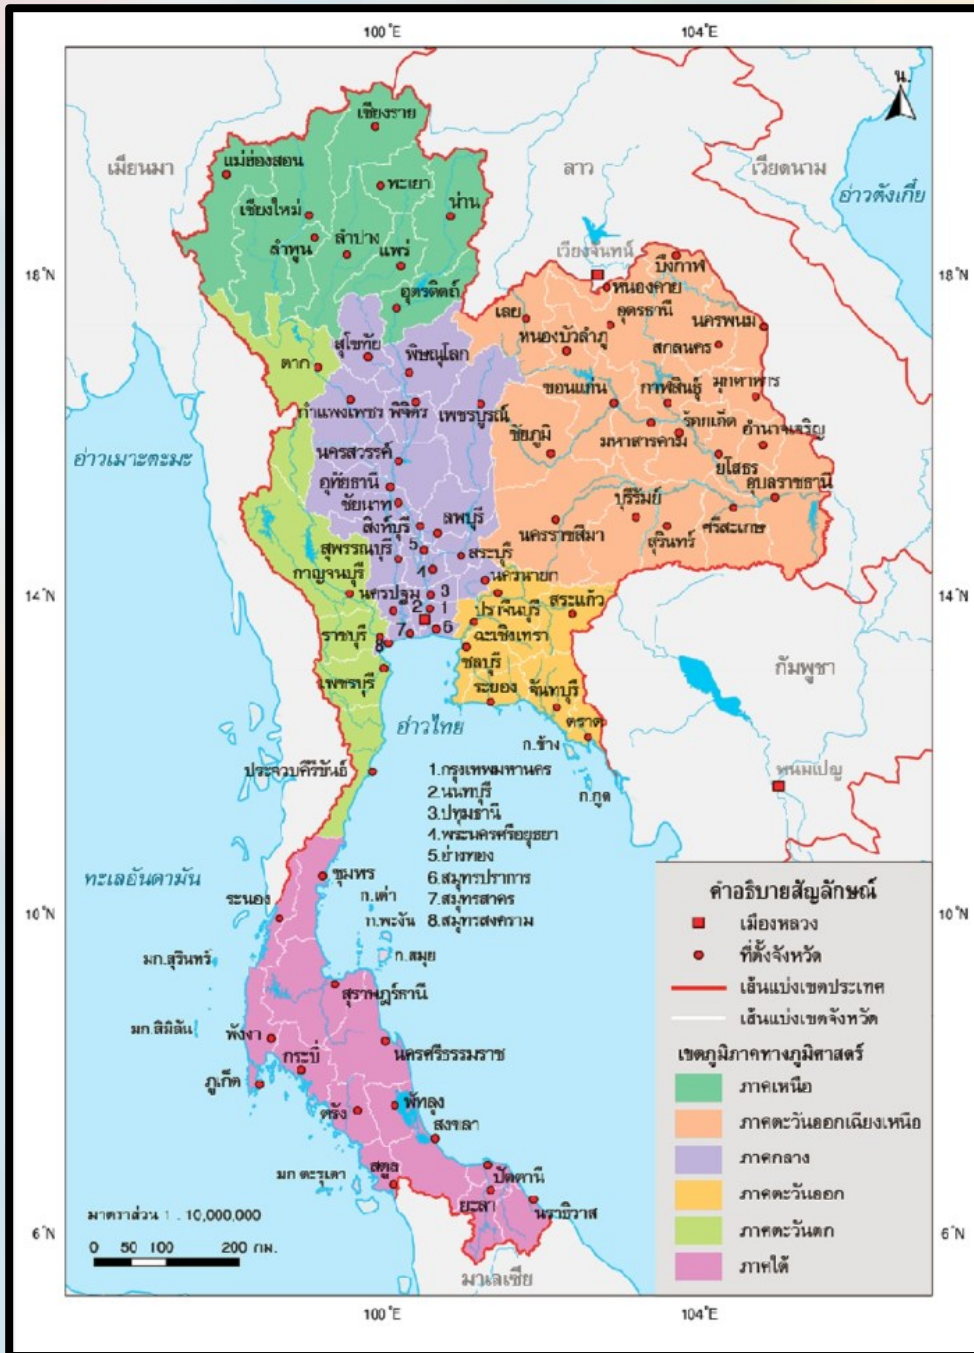 100°E
104°E
น.
เชียงราย
เมียนมา
แม่ฮ่องสอน
ลาว
เวียดนาม
พะเยา
อ่าวตังเกี๋ย
เชียงใหม่
น่าน
ลำพูน
ลำปาง
แพร่
เวียงจันทน์
บึงกาฬ
18°N
18°N
หนองคาย
อุตรดิตถ์
เลย
อุดรธานี
นครพนม
สุโขทัย
หนองบัวลำภู
สกลนคร
ตาก
พิษณุโลก
มุกดาหาร
ขอนแก่น
กาฬสินธุ์
กำแพงเพชร
พิจิตร
เพชรบูรณ์
ร้อยเอ็ด
อำนาจเจริญ
ชัยภูมิ
มหาสารคาม
อ่าวเมาะตะมะ
นครสวรรค์
ยโสธร
อุทัยธานี
อุบลราชธานี
ชัยนาท
บุรีรัมย์
ลพบุรี
สิงห์บุรี
นครราชสีมา
ศรีสะเกษ
สุพรรณบุรี
5
สระบุรี
สุรินทร์
กาญจนบุรี
4
นครนายก
14°N
14°N
นครปฐม
3
2
1
ปราจีนบุรี
สระแก้ว
ราชบุรี
7
6
ฉะเชิงเทรา
8
ชลบุรี
กัมพูชา
เพชรบุรี
ระยอง
จันทบุรี
อ่าวไทย
ตราด
ก.ช้าง
ประจวบคีรีขันธ์
พนมเปญ
ก.กูด
1.กรุงเทพมหานคร
2.นนทบุรี
3.ปทุมธานี
4.พระนครศรีอยุธยา
5.อ่างทอง
6.สมุทรปราการ
7.สมุทรสาคร
8.สมุทรสงคราม
ทะเลอันดามัน
ชุมพร
ระนอง
ก.เต่า
ก.พะงัน
10°N
10°N
มก.สุรินทร์
ก.สมุย
สุราษฎร์ธานี
มก.สิมิลัน
พังงา
กระบี่
นครศรีธรรมราช
ภูเก็ต
ตรัง
พัทลุง
สงขลา
มก ตะรุเตา
สตูล
ปัตตานี
ยะลา
นราธิวาส
มาเลเซีย
คำอธิบายสัญลักษณ์
เมืองหลวง
ที่ตั้งจังหวัด
เส้นแบ่งเขตประเทศ
เส้นแบ่งเขตจังหวัด
เขตภูมิภาคทางภูมิศาสตร์
ภาคเหนือ
ภาคตะวันออกเฉียงเหนือ
ภาคกลาง
ภาคตะวันออก
ภาคตะวันตก
ภาคใต้
มาตราส่วน 1 : 10,000,000
6°N
6°N
0 50 100 200 กม.
100°E
104°E